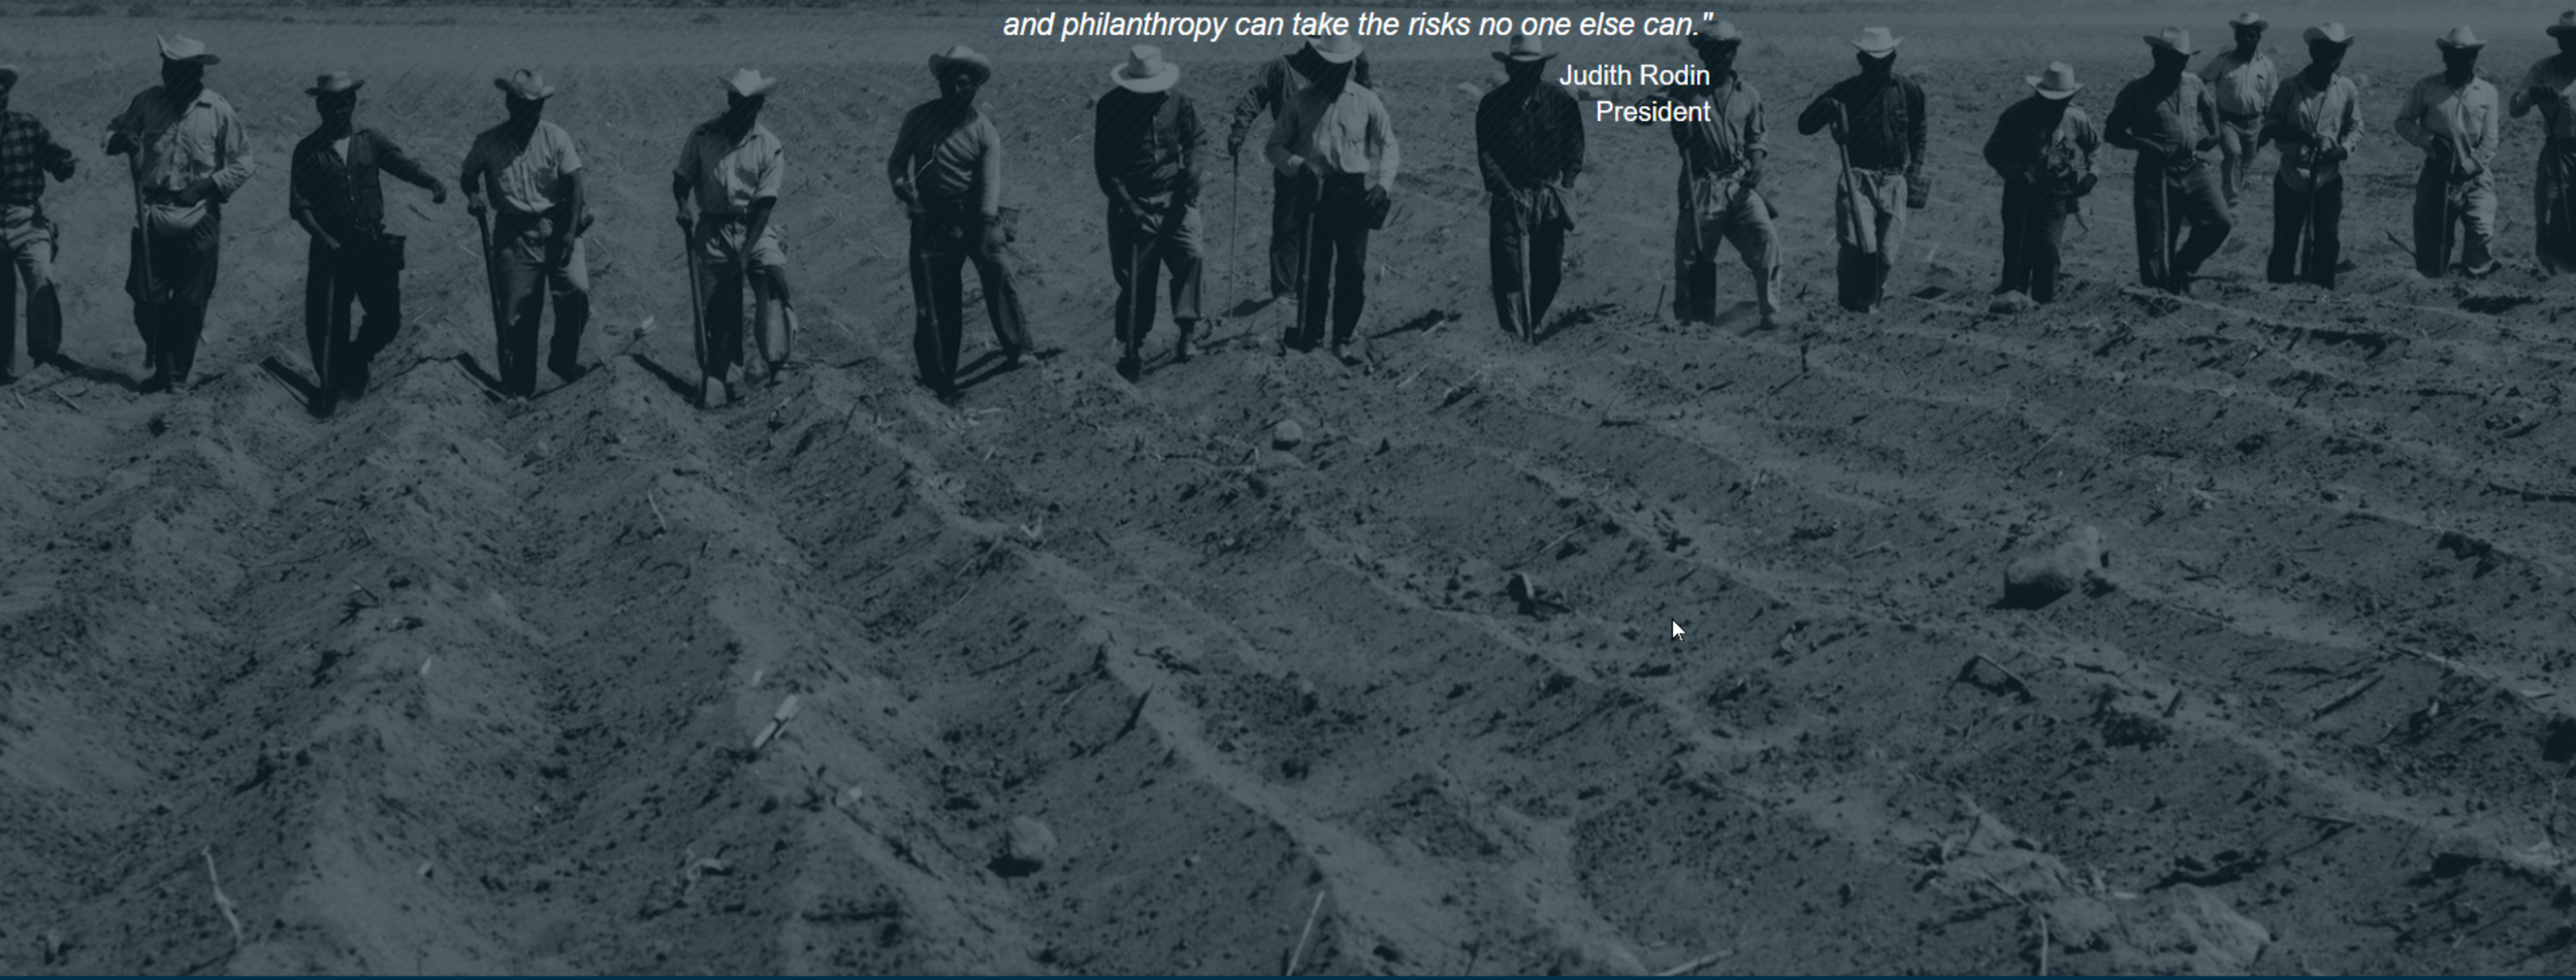 and philanthropy can take the risks no one else can."
Judith Rodin
President